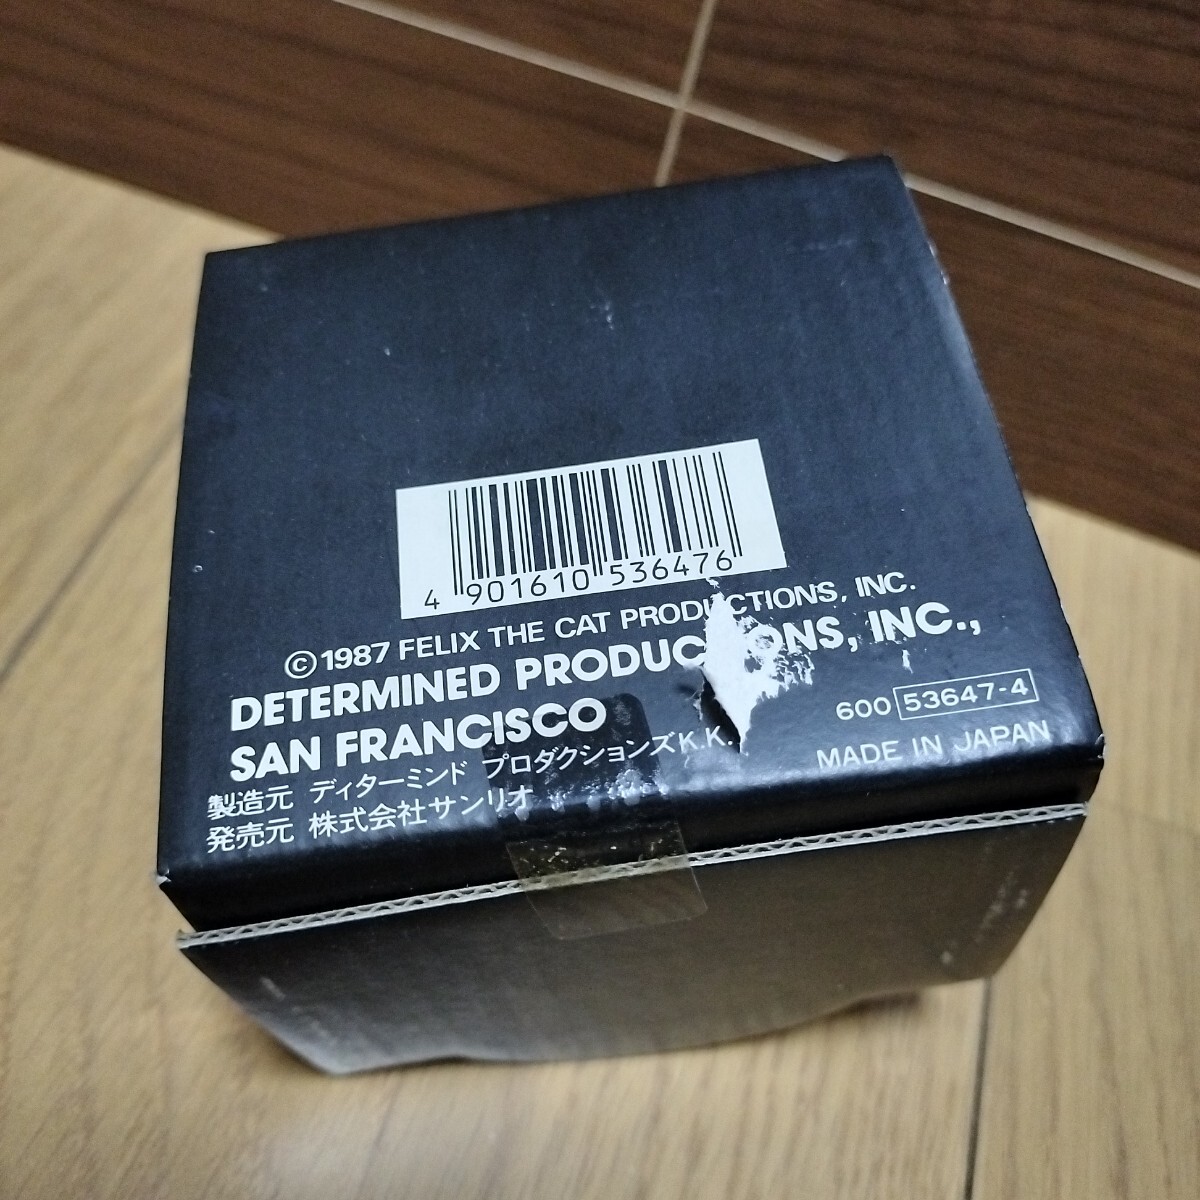 4 901610 536476
©1987 FELIX THE CAT PRODUCTIONS, INC.
DETERMINED PRODUCTIONS, INC.,
SAN FRANCISCO
600 53647-4
製造元 ディターミンド プロダクションズK.K.
MADE IN JAPAN
発売元 株式会社サンリオ